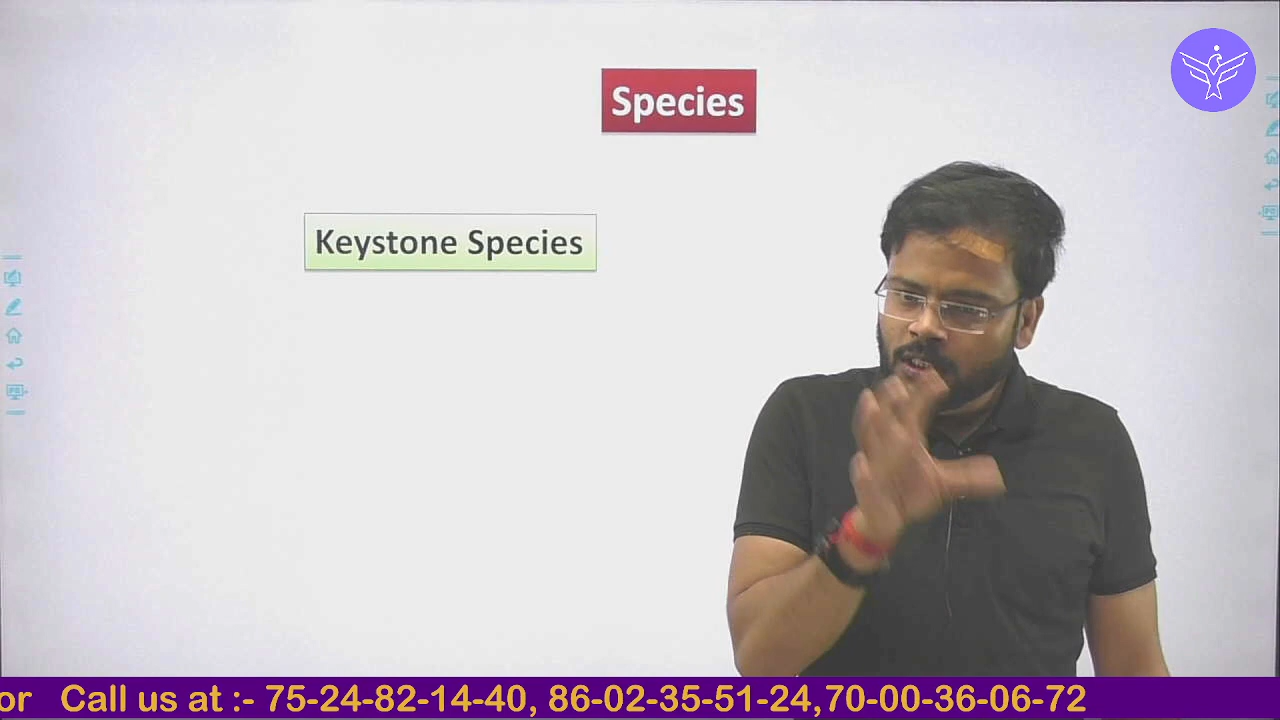 Species
Keystone Species
or Call us at :- 75-24-82-14-40, 86-02-35-51-24,70-00-36-06-72